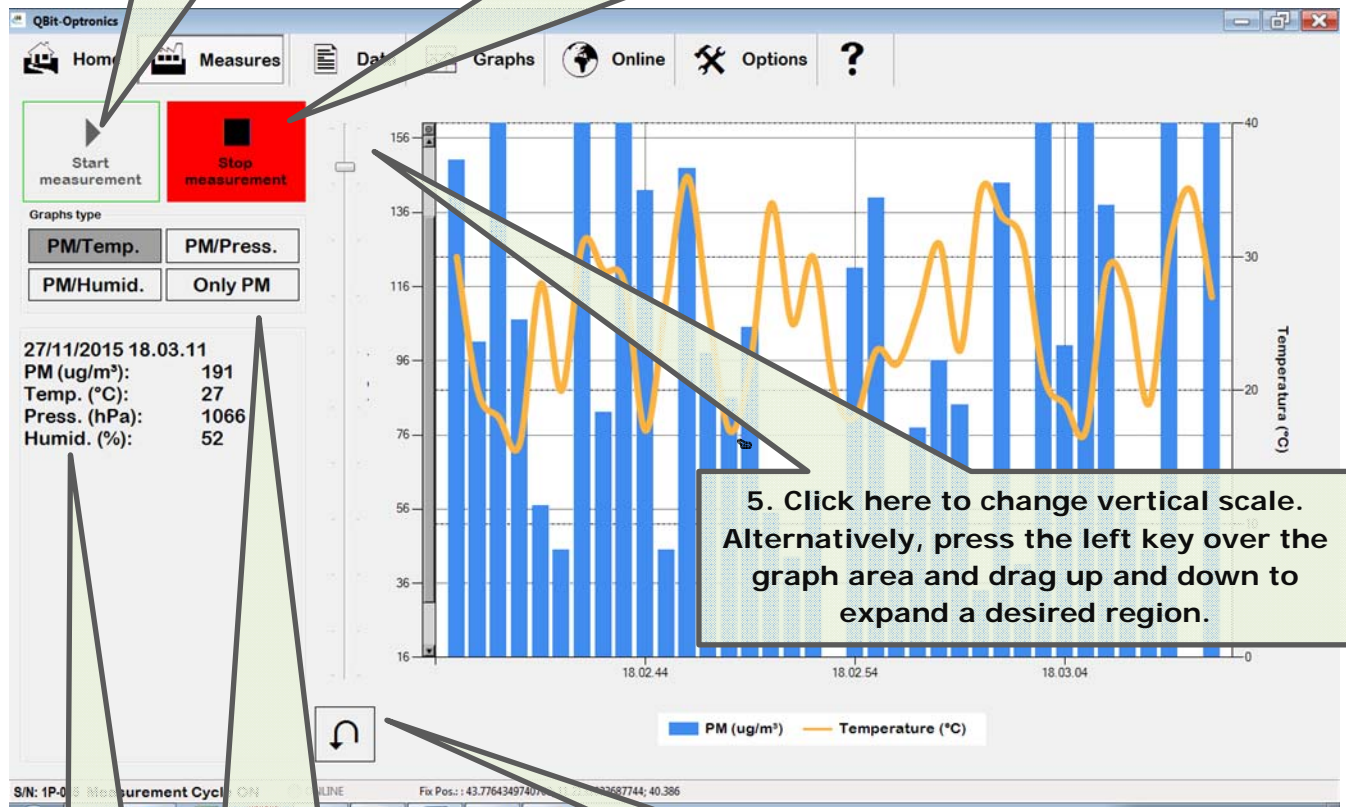 QBit-Optronics
Home Measures Data Graphs Online Options ?
Start measurement
Stop measurement
Graphs type
PM/Temp. PM/Press.
PM/Humid. Only PM
27/11/2015 18.03.11
PM (ug/m³): 191
Temp. (°C): 27
Press. (hPa): 1066
Humid. (%): 52
156
136
116
96
76
56
36
16
40
30
20
10
0
Temperatura (°C)
5. Click here to change vertical scale.
Alternatively, press the left key over the
graph area and drag up and down to
expand a desired region.
18.02.44 18.02.54 18.03.04
PM (ug/m³) Temperature (°C)
S/N: Measurement Cycle ON ONLINE Fix Pos.: : 40.386